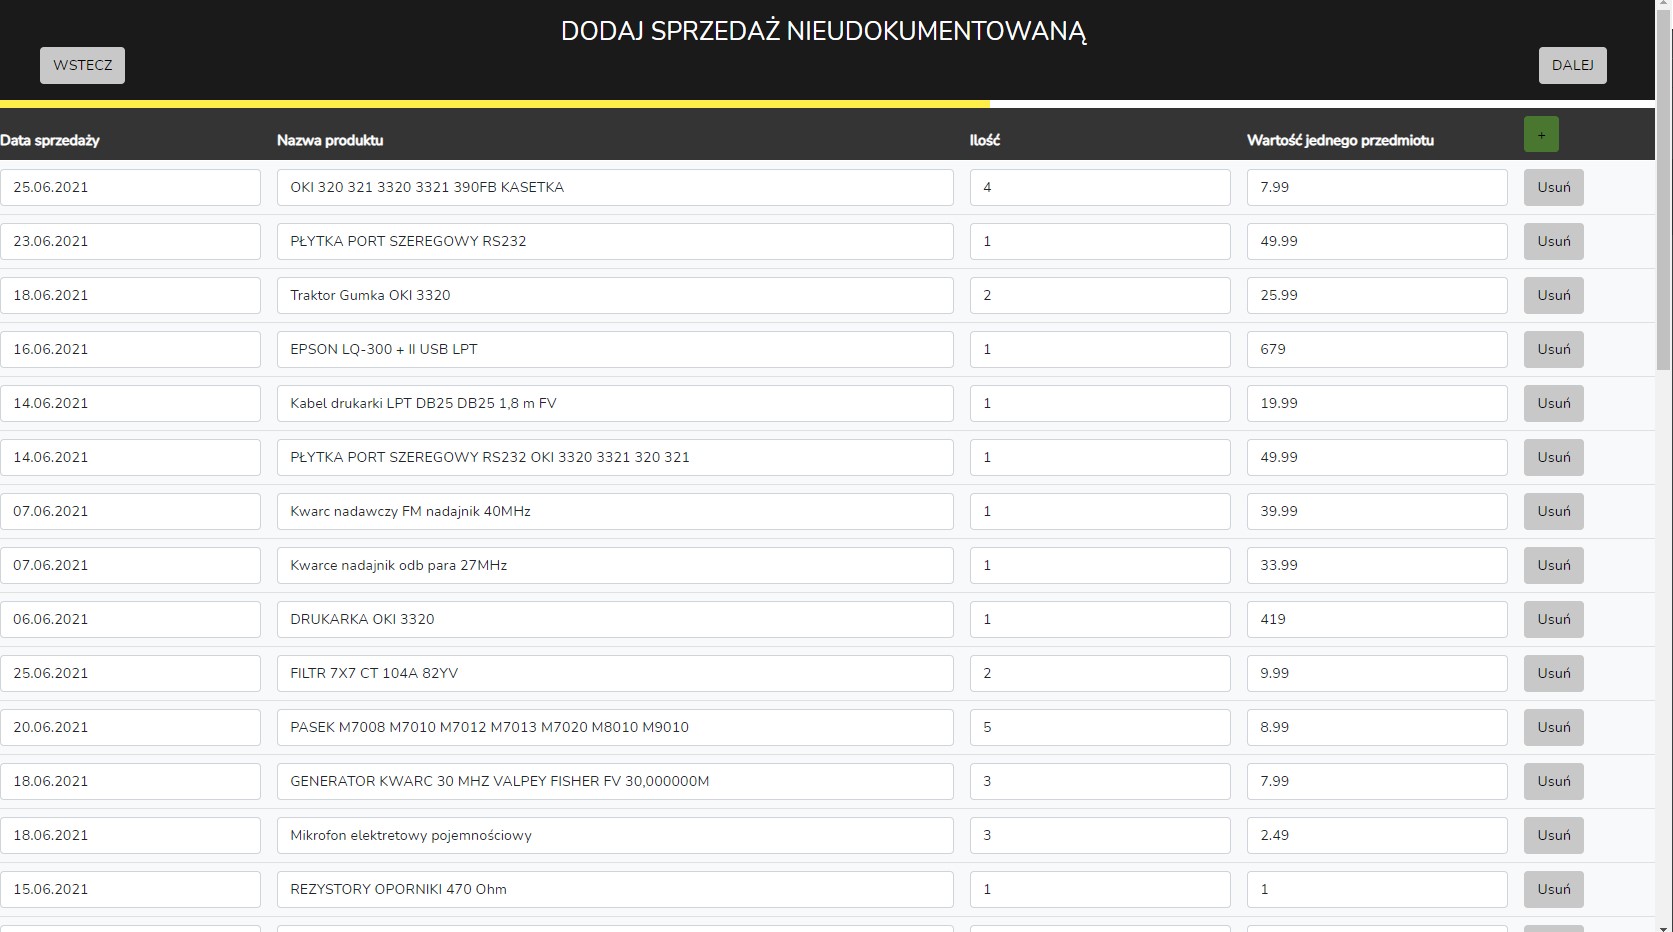 DODAJ SPRZEDAŻ NIEUDOKUMENTOWANĄ
WSTECZ DALEJ
Data sprzedaży Nazwa produktu Ilość Wartość jednego przedmiotu +
25.06.2021 OKI 320 321 3320 3321 390FB KASETKA 4 7.99 Usuń
23.06.2021 PŁYTKA PORT SZEREGOWY RS232 1 49.99 Usuń
18.06.2021 Traktor Gumka OKI 3320 2 25.99 Usuń
16.06.2021 EPSON LQ-300 + II USB LPT 1 679 Usuń
14.06.2021 Kabel drukarki LPT DB25 DB25 1,8 m FV 1 19.99 Usuń
14.06.2021 PŁYTKA PORT SZEREGOWY RS232 OKI 3320 3321 320 321 1 49.99 Usuń
07.06.2021 Kwarc nadawczy FM nadajnik 40MHz 1 39.99 Usuń
07.06.2021 Kwarce nadajnik odb para 27MHz 1 33.99 Usuń
06.06.2021 DRUKARKA OKI 3320 1 419 Usuń
25.06.2021 FILTR 7X7 CT 104A 82YV 2 9.99 Usuń
20.06.2021 PASEK M7008 M7010 M7012 M7013 M7020 M8010 M9010 5 8.99 Usuń
18.06.2021 GENERATOR KWARC 30 MHZ VALPEY FISHER FV 30,000000M 3 7.99 Usuń
18.06.2021 Mikrofon elektretowy pojemnościowy 3 2.49 Usuń
15.06.2021 REZYSTORY OPORNIKI 470 Ohm 1 1 Usuń